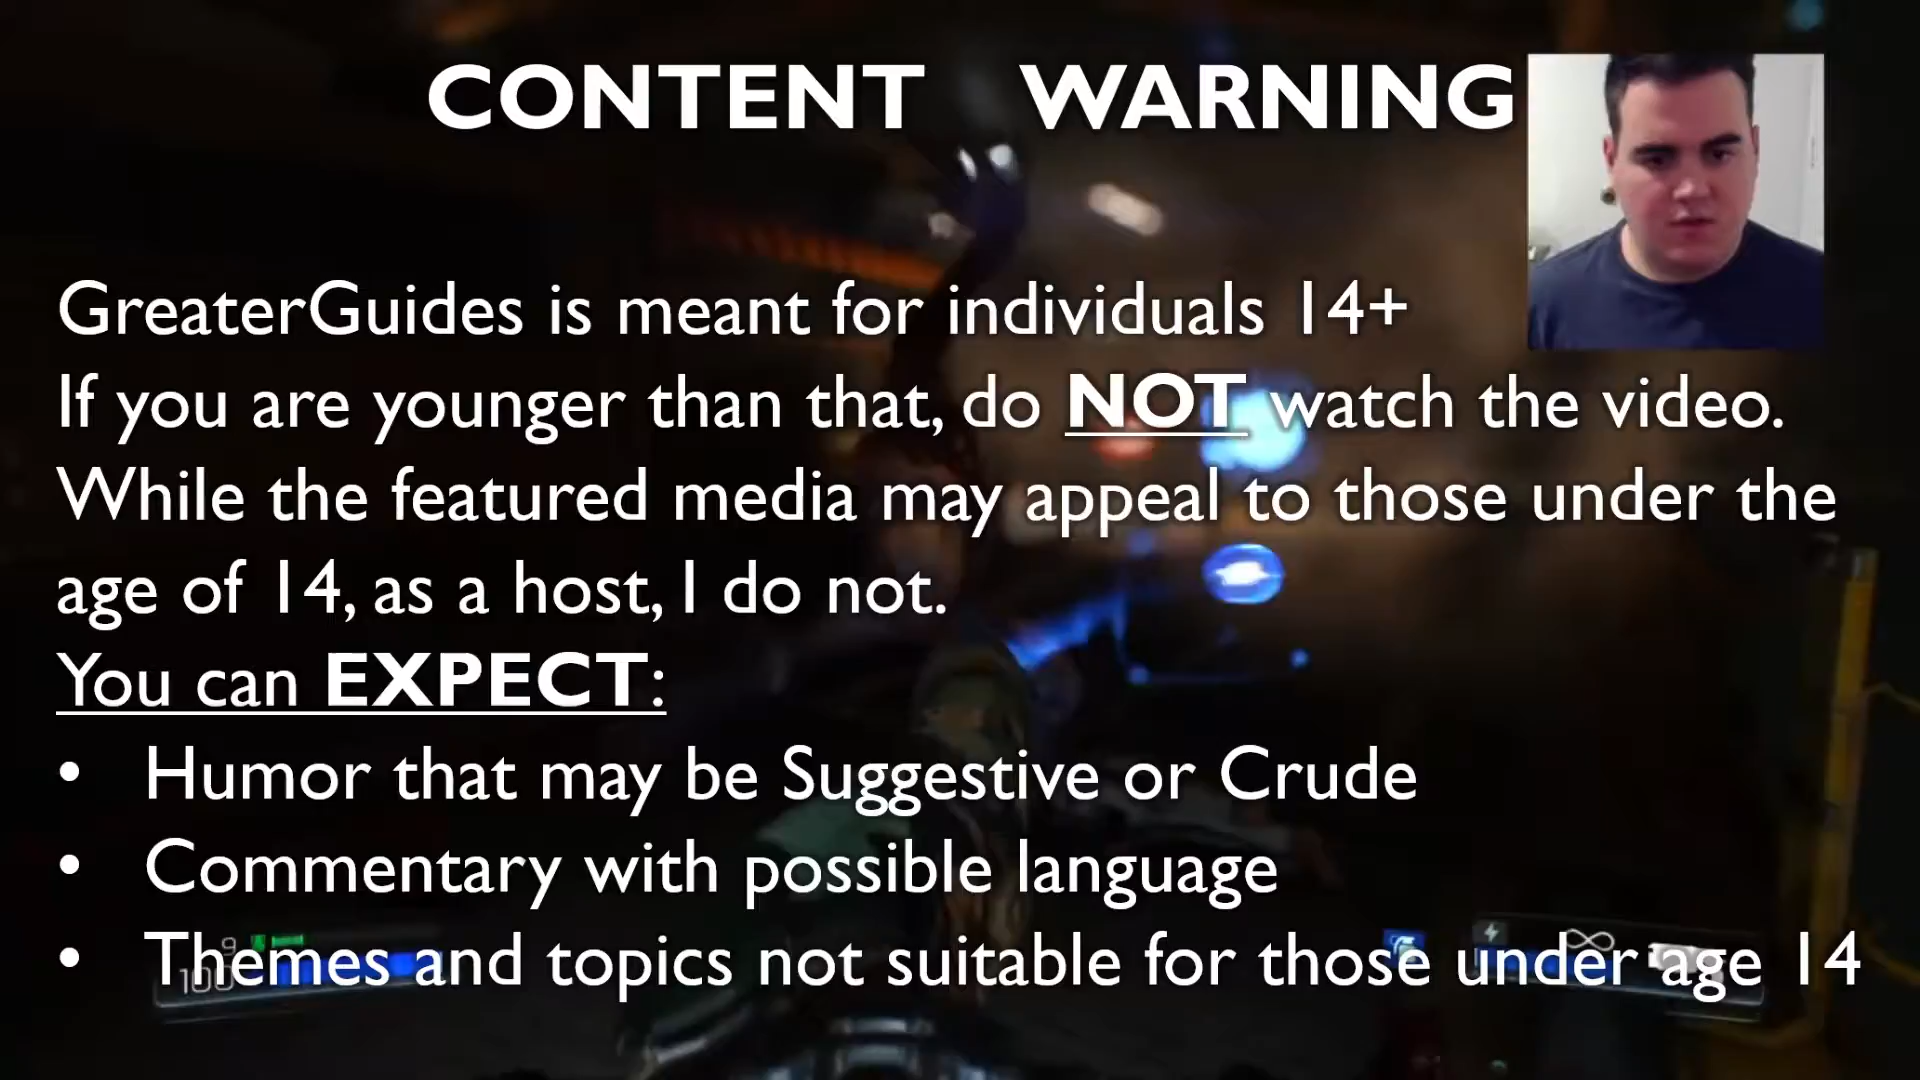 CONTENT WARNING
GreaterGuides is meant for individuals 14+
If you are younger than that, do NOT watch the video.
While the featured media may appeal to those under the
age of 14, as a host, I do not.
You can EXPECT:
• Humor that may be Suggestive or Crude
• Commentary with possible language
• Themes and topics not suitable for those under age 14
9
100